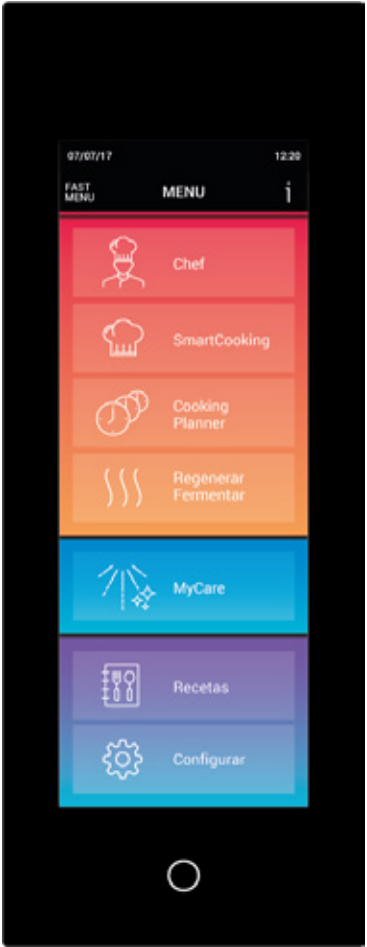 07/07/17 12:20
FAST
MENU
MENU
i
Chef
SmartCooking
Cooking
Planner
Regenerar
Fermentar
MyCare
Recetas
Configurar